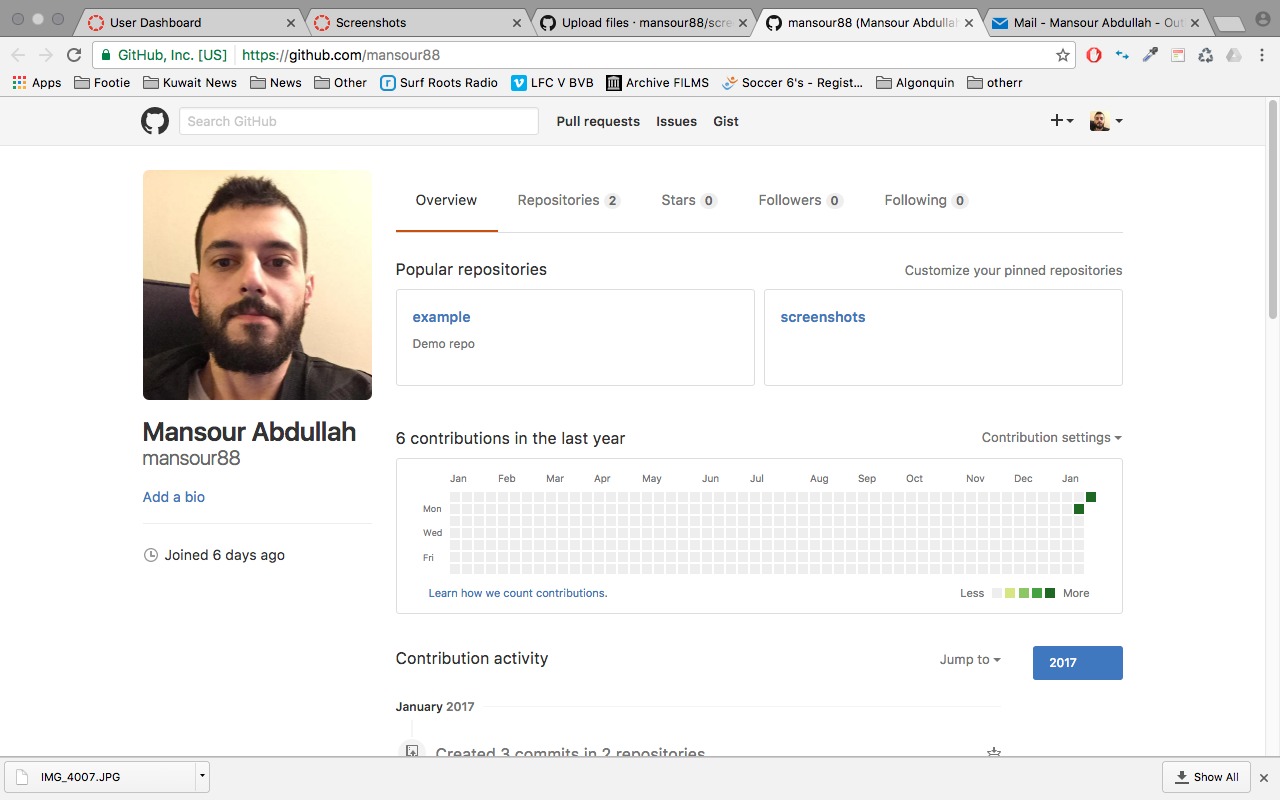 User Dashboard
Screenshots
Upload files · mansour88/scre
mansour88 (Mansour Abdullah
Mail - Mansour Abdullah - Out
GitHub, Inc. [US] https://github.com/mansour88
Apps Footie Kuwait News News Other Surf Roots Radio LFC V BVB Archive FILMS Soccer 6's - Regist... Algonquin otherr
Search GitHub Pull requests Issues Gist
Overview Repositories 2 Stars 0 Followers 0 Following 0
Popular repositories Customize your pinned repositories
example
Demo repo
screenshots
Mansour Abdullah
mansour88
Add a bio
Joined 6 days ago
6 contributions in the last year Contribution settings
Jan Feb Mar Apr May Jun Jul Aug Sep Oct Nov Dec Jan
Mon
Wed
Fri
Learn how we count contributions. Less More
Contribution activity Jump to 2017
January 2017
Created 3 commits in 2 repositories
IMG_4007.JPG Show All